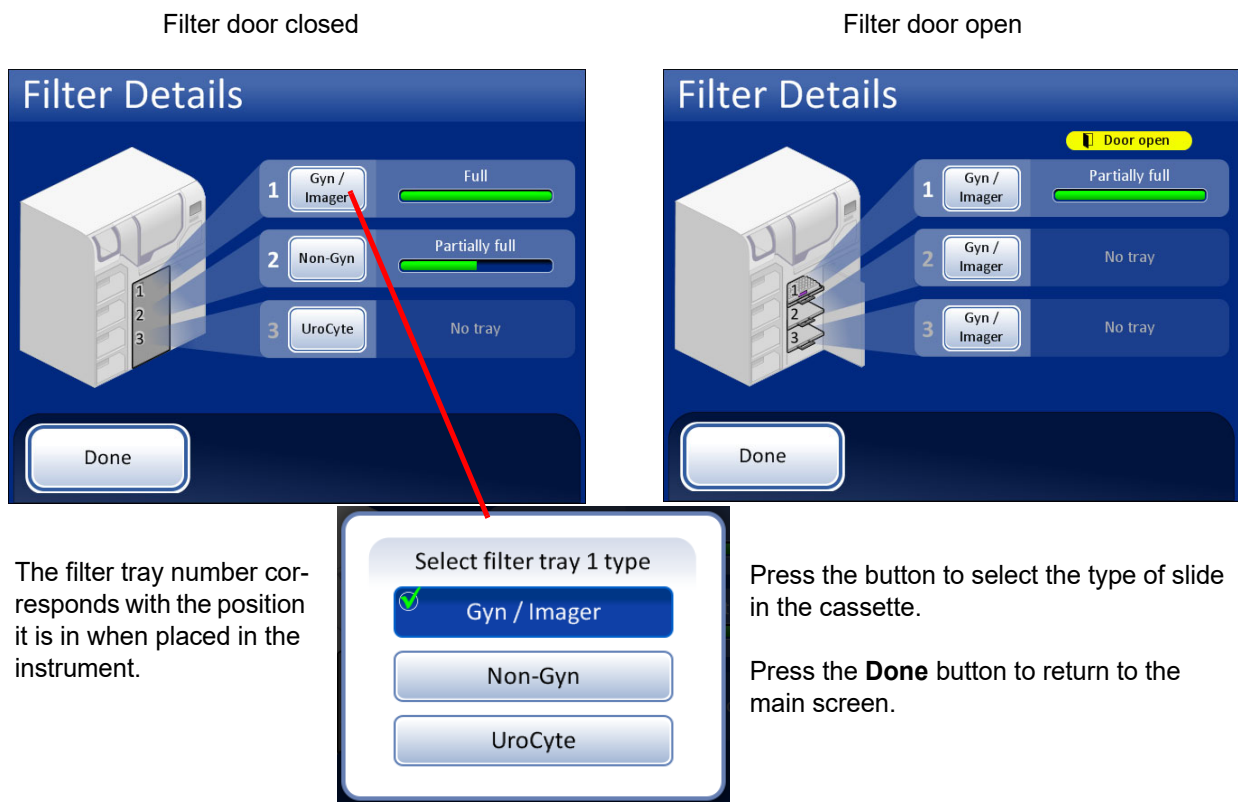 Filter door closed
Filter Details
1 Gyn / Imager Full
2 Non-Gyn Partially full
3 UroCyte No tray
1
2
3
Done
Filter door open
Filter Details
Door open
1 Gyn / Imager Partially full
2 Gyn / Imager No tray
3 Gyn / Imager No tray
1
2
3
Done
The filter tray number cor-
responds with the position
it is in when placed in the
instrument.
Select filter tray 1 type
Gyn / Imager
Non-Gyn
UroCyte
Press the button to select the type of slide
in the cassette.
Press the Done button to return to the
main screen.